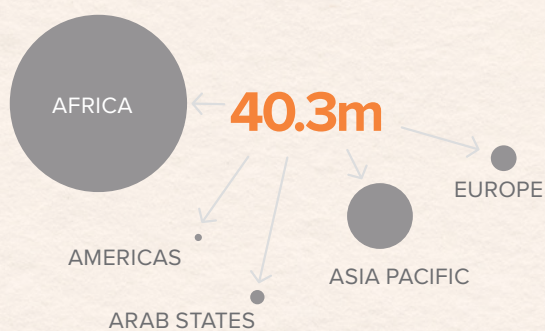 AFRICA
40.3m
EUROPE
AMERICAS
ASIA PACIFIC
ARAB STATES